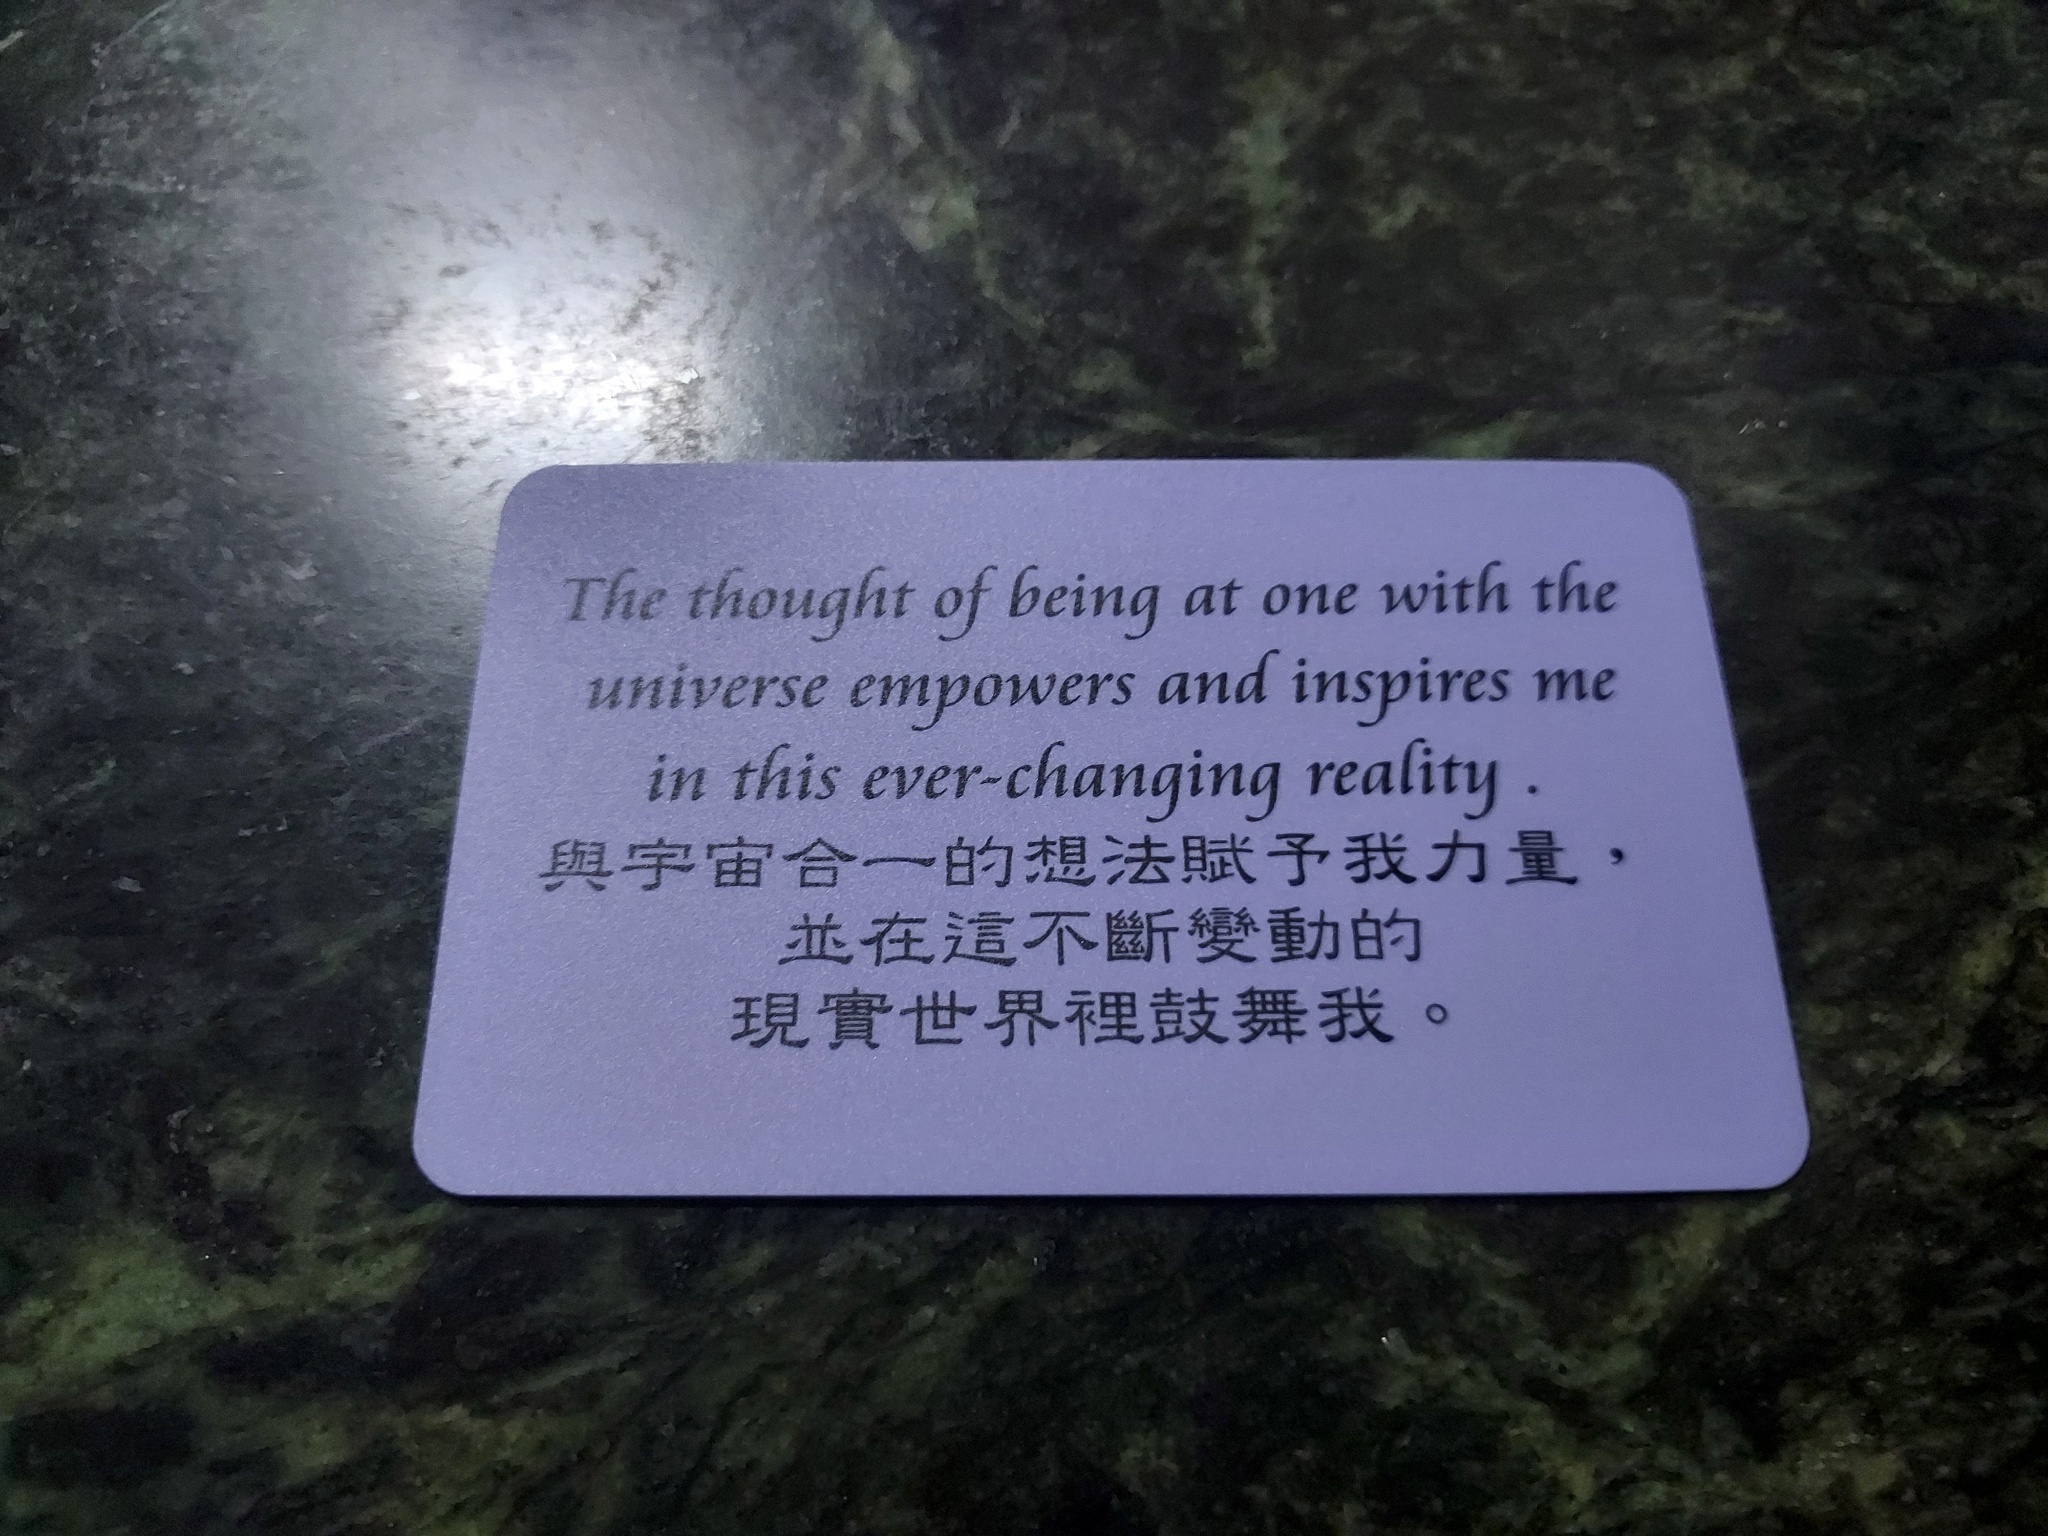 The thought of being at one with the
universe empowers and inspires me
in this ever-changing reality .
與宇宙合一的想法賦予我力量，
並在這不斷變動的
現實世界裡鼓舞我。